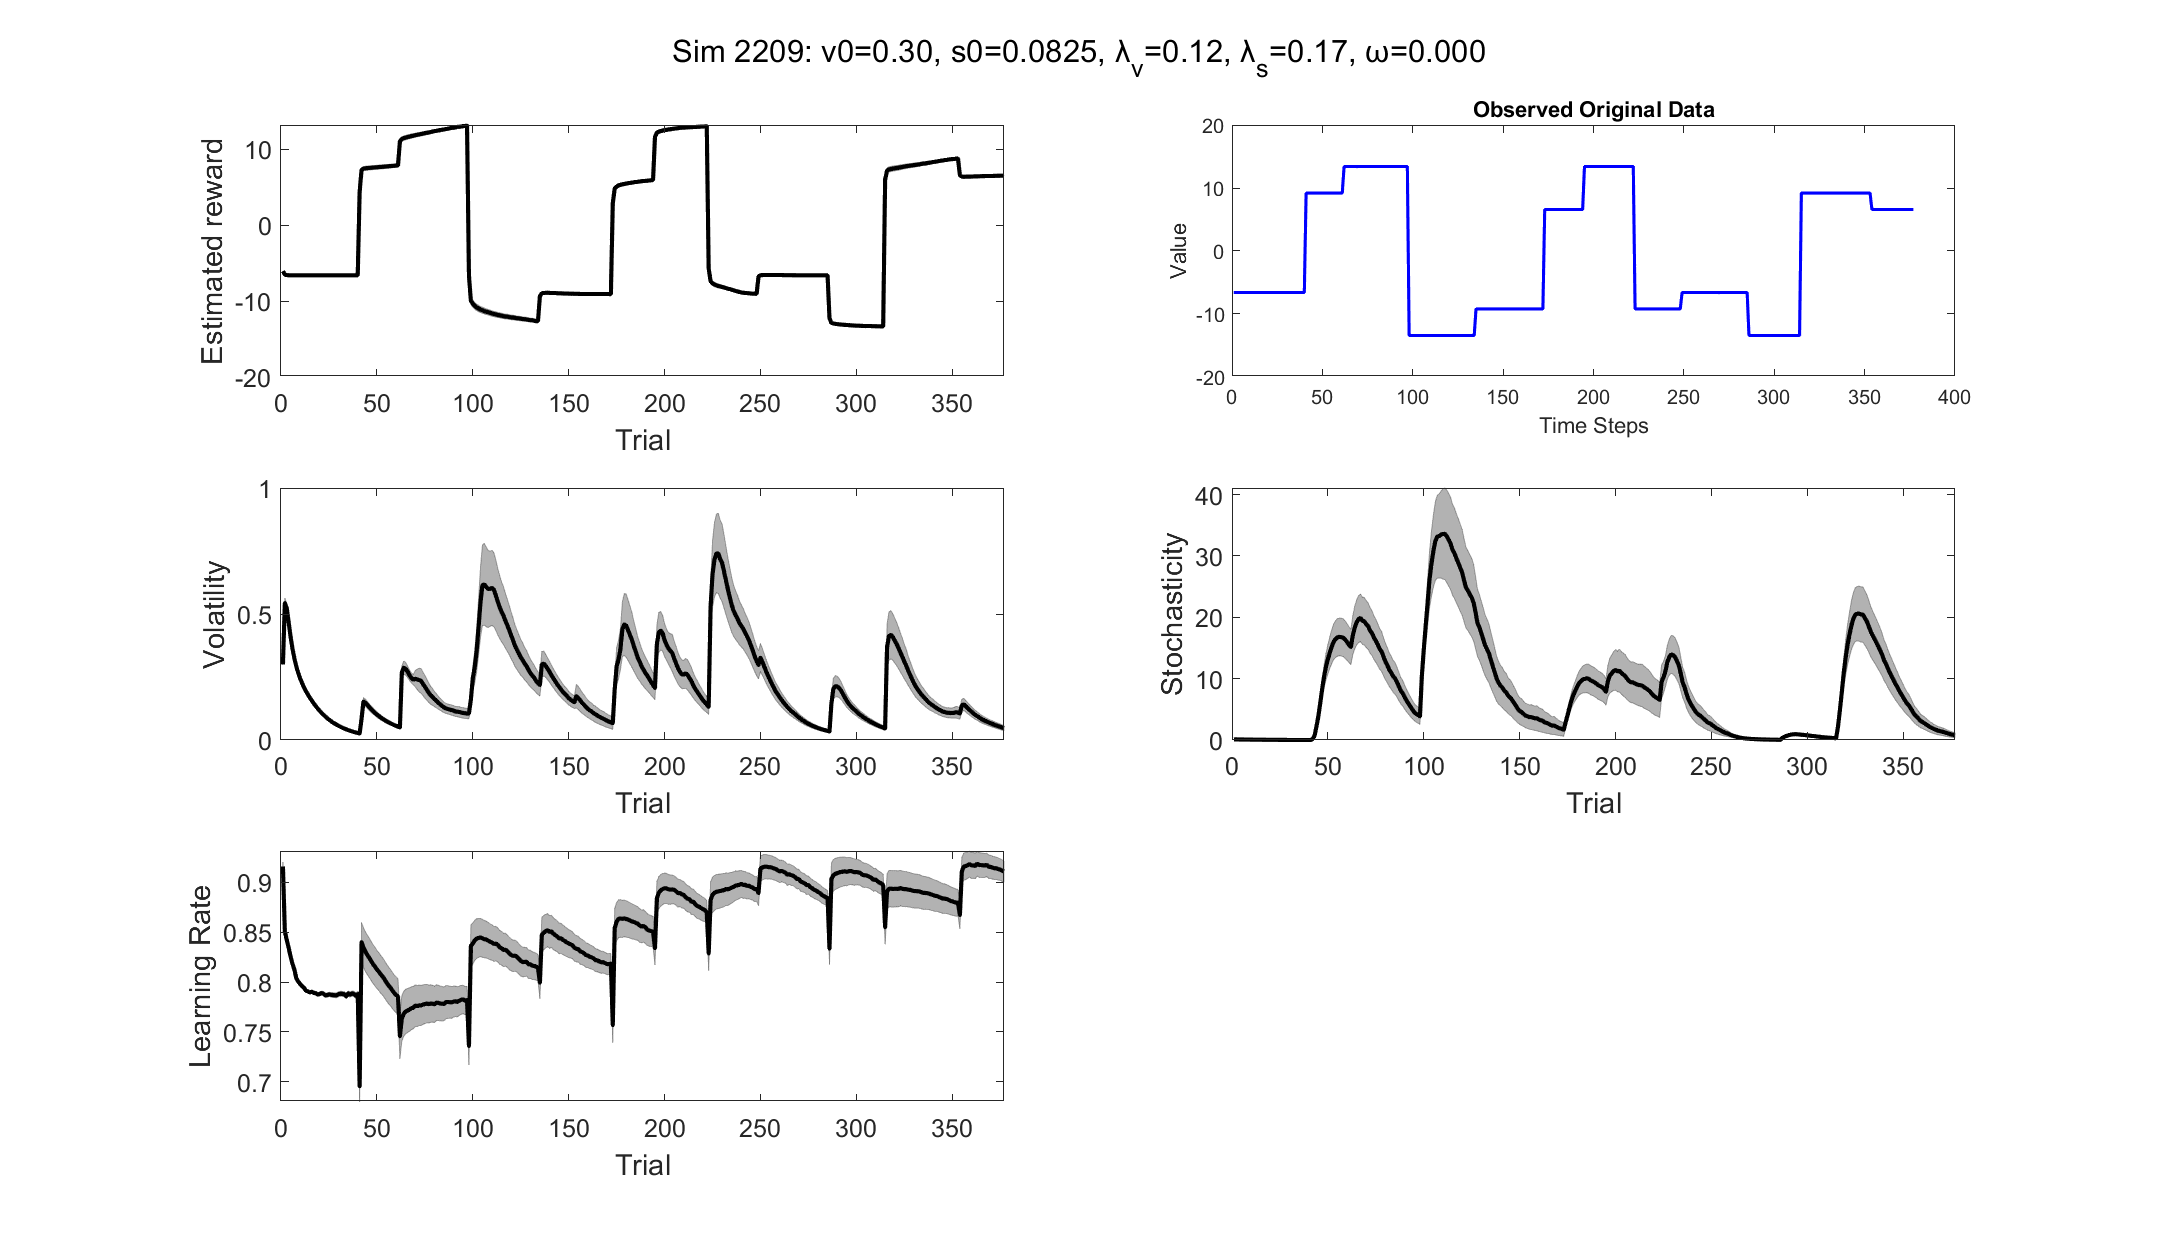 Sim 2209: v0=0.30, s0=0.0825, λ_v=0.12, λ_s=0.17, ω=0.000
Estimated reward
10
0
-10
-20
0 50 100 150 200 250 300 350
Trial
Observed Original Data
Value
20
10
0
-10
-20
0 50 100 150 200 250 300 350 400
Time Steps
Volatility
1
0.5
0
0 50 100 150 200 250 300 350
Trial
Stochasticity
40
30
20
10
0
0 50 100 150 200 250 300 350
Trial
Learning Rate
0.9
0.85
0.8
0.75
0.7
0 50 100 150 200 250 300 350
Trial